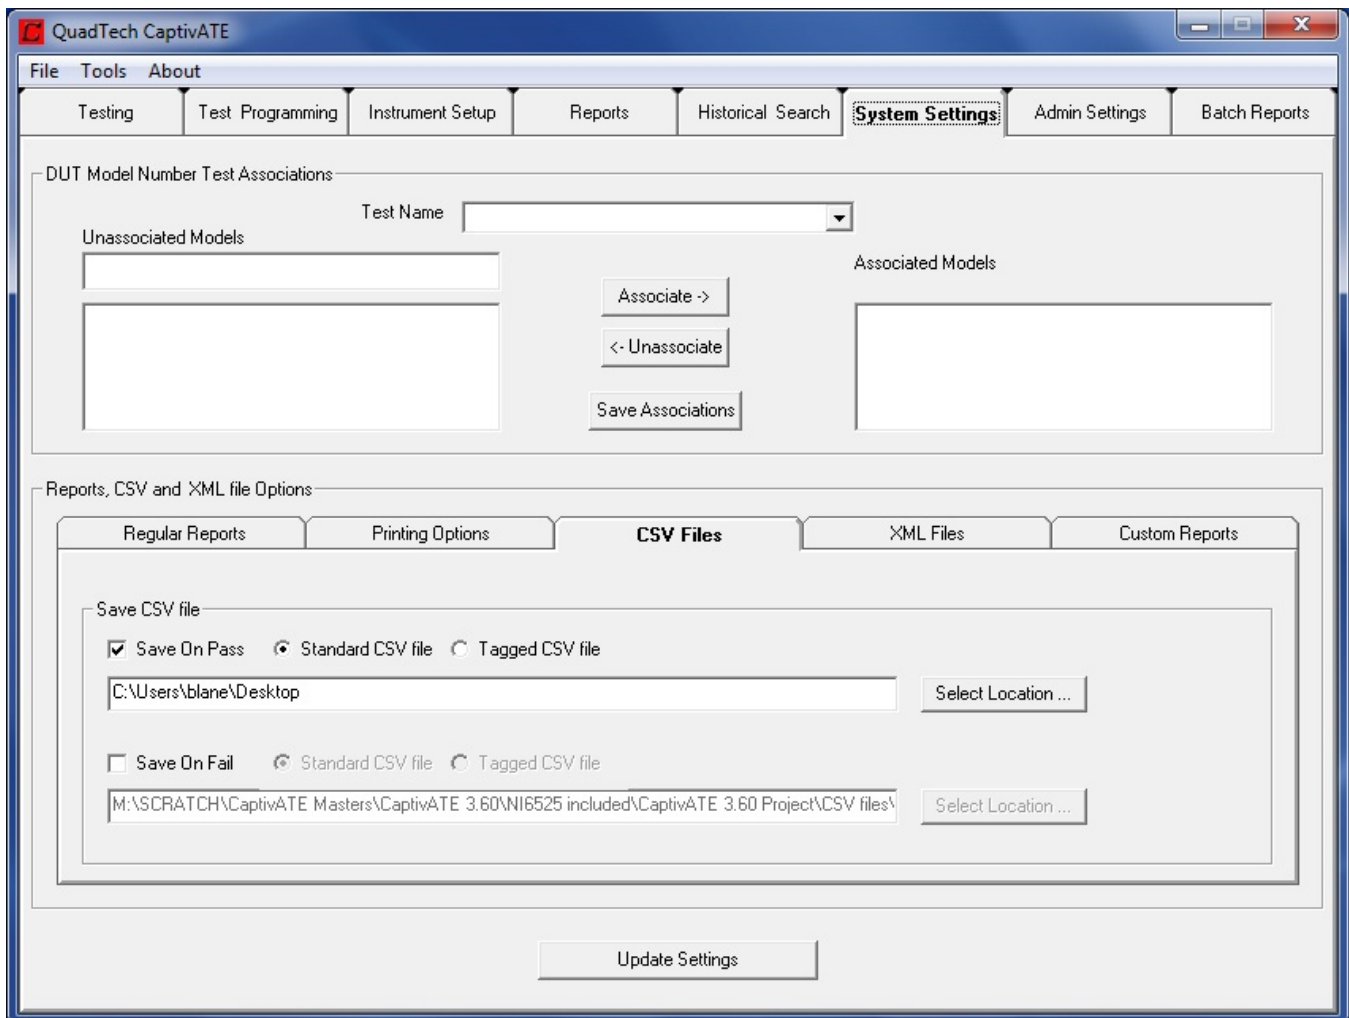 QuadTech CaptivATE
File Tools About
Testing Test Programming Instrument Setup Reports Historical Search System Settings Admin Settings Batch Reports
DUT Model Number Test Associations
Test Name
Unassociated Models
Associated Models
Associate ->
<- Unassociate
Save Associations
Reports, CSV and XML file Options
Regular Reports Printing Options CSV Files XML Files Custom Reports
Save CSV file
Save On Pass Standard CSV file Tagged CSV file
C:\Users\blane\Desktop Select Location ...
Save On Fail Standard CSV file Tagged CSV file
M:\SCRATCH\CaptivATE Masters\CaptivATE 3.60\NI6525 included\CaptivATE 3.60 Project\CSV files\ Select Location ...
Update Settings